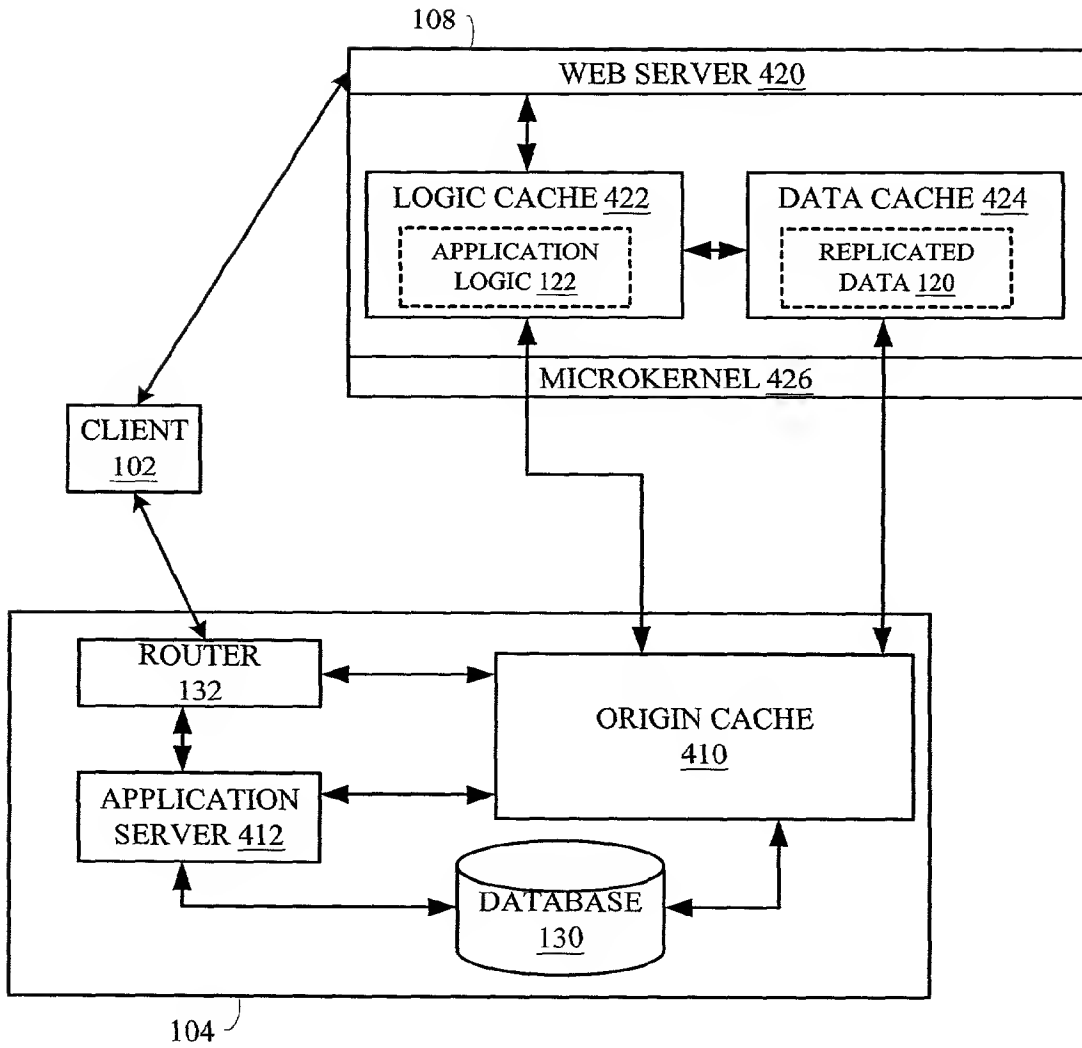 108
WEB SERVER 420
LOGIC CACHE 422
APPLICATION
LOGIC 122
DATA CACHE 424
REPLICATED
DATA 120
MICROKERNEL 426
CLIENT
102
ROUTER
132
ORIGIN CACHE
410
APPLICATION
SERVER 412
DATABASE
130
104